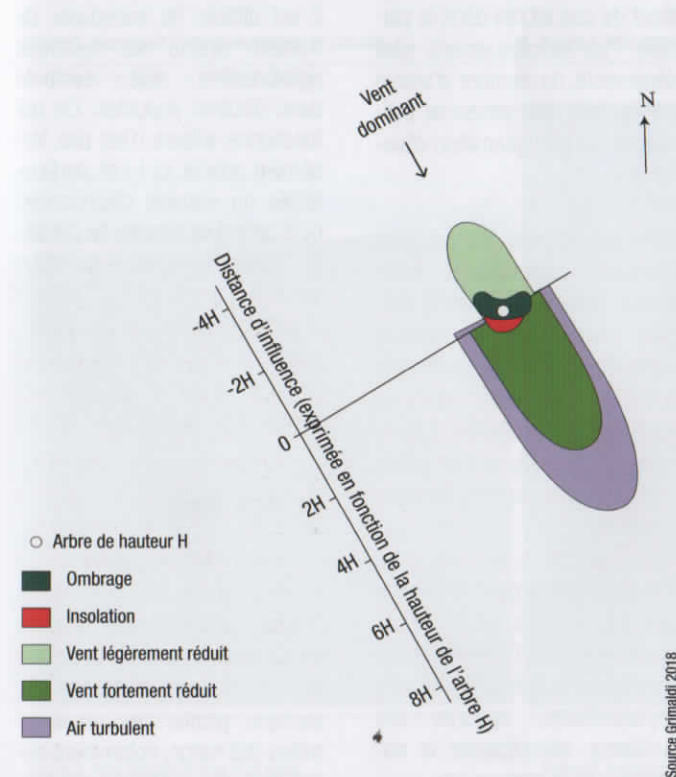 Vent
dominant
N
Distance d'influence (exprimée en fonction de la hauteur de l'arbre H)
-4H
-2H
0
2H
4H
6H
8H
Arbre de hauteur H
Ombrage
Insolation
Vent légèrement réduit
Vent fortement réduit
Air turbulent
Source Grimaldi 2018